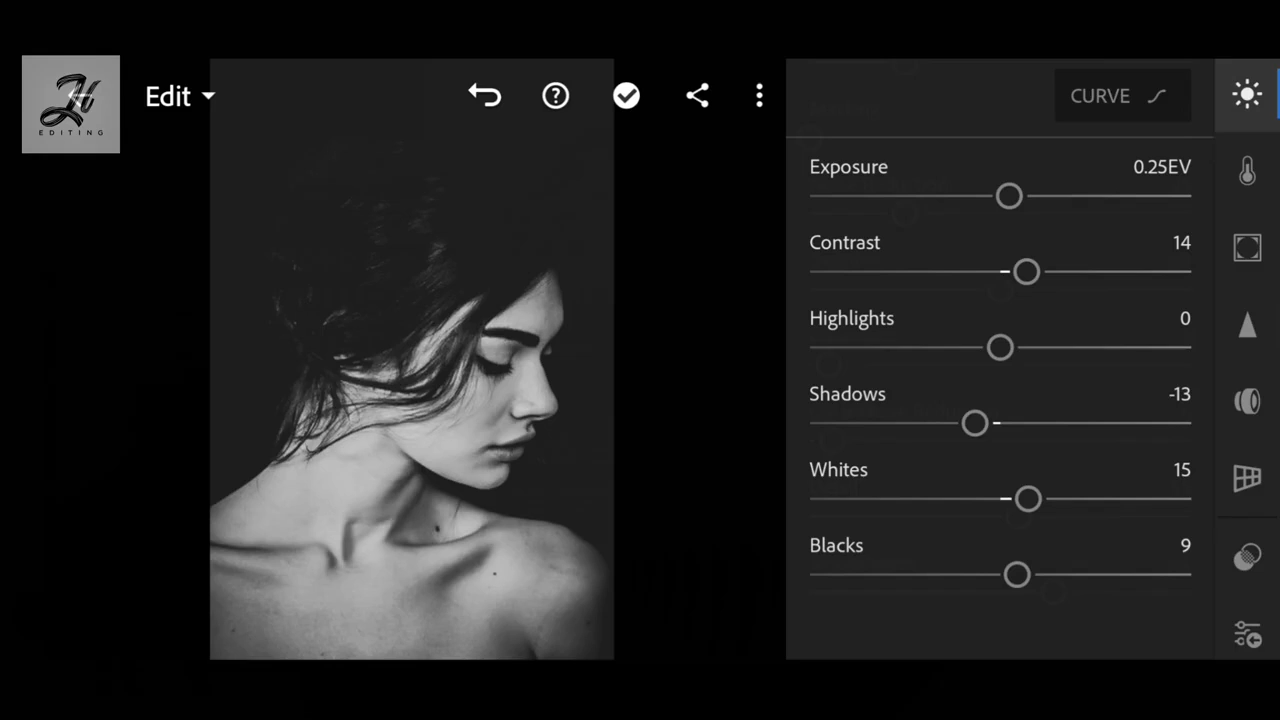 EDITING
Edit
CURVE
Exposure 0.25EV
Contrast 14
Highlights 0
Shadows -13
Whites 15
Blacks 9